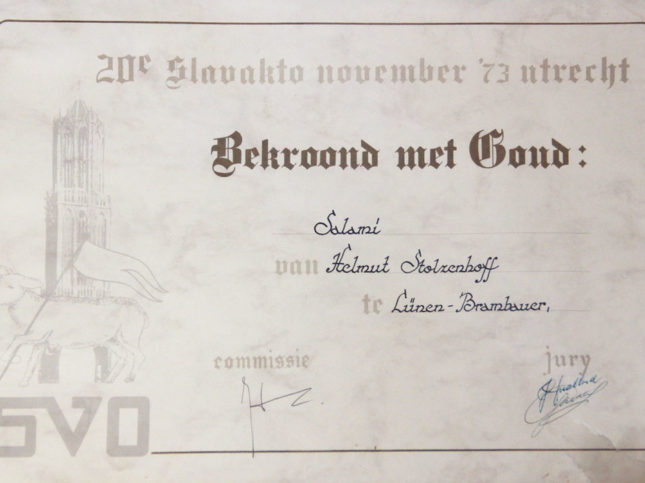 20e Slavakto november '73 utrecht
Bekroond met Goud:
Salami
van Helmut Stolzenhoff
te Lünen-Brambauer,
commissie jury
SVO